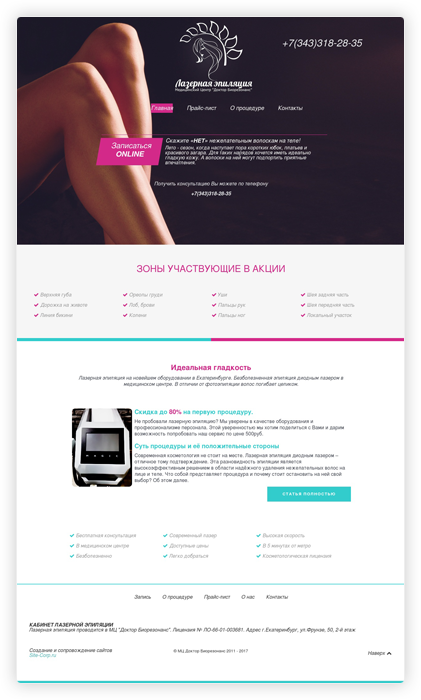 +7(343)318-28-35
Лазерная эпиляция
Медицинский Центр "Доктор Биорезонанс"
Главная Прайс-лист О процедуре Контакты
Записаться
ONLINE
Скажите «НЕТ» нежелательным волоскам на теле!
Лето - сезон, когда наступает пора коротких юбок, платьев и
красивого загара. Для таких нарядов хочется иметь идеально
гладкую кожу. А волоски на ней могут подпортить приятные
впечатления.
Получить консультацию Вы можете по телефону
+7(343)318-28-35
ЗОНЫ УЧАСТВУЮЩИЕ В АКЦИИ
Верхняя губа Ореолы груди Уши Шея задняя часть
Дорожка на животе Лоб, брови Пальцы рук Шея передняя часть
Линия бикини Колени Пальцы ног Локальный участок
Идеальная гладкость
Лазерная эпиляция на новейшем оборудовании в Екатеринбурге. Безболезненная эпиляция диодным лазером в
медицинском центре. В отличие от фотоэпиляции волос погибает целиком.
Скидка до 80% на первую процедуру.
Не пробовали лазерную эпиляцию? Мы уверены в качестве оборудования и
профессионализме персонала. Этой уверенностью мы хотим поделиться с Вами и дарим
возможность попробовать наш сервис по цене 500руб.
Суть процедуры и её положительные стороны
Современная косметология не стоит на месте. Лазерная эпиляция диодным лазером –
отличное тому подтверждение. Эта разновидность эпиляции является
высокоэффективным решением в области надёжного удаления нежелательных волос на
лице и теле. Что собой представляет процедура и почему стоит остановить на ней свой
выбор? Об этом далее.
СТАТЬЯ ПОЛНОСТЬЮ
Бесплатная консультация Современный лазер Высокая скорость
В медицинском центре Доступные цены В 5 минутах от метро
Безболезненно Легко добраться Косметологическая лицензия
Запись О процедуре Прайс-лист О нас Контакты
КАБИНЕТ ЛАЗЕРНОЙ ЭПИЛЯЦИИ
Лазерная эпиляция проводится в МЦ "Доктор Биорезонанс". Лицензия № ЛО-66-01-003681. Адрес г.Екатеринбург, ул.Фрунзе, 50, 2-й этаж
Создание и сопровождение сайтов
Site-Corp.ru
© МЦ Доктор Биорезонанс 2011 - 2017
Наверх